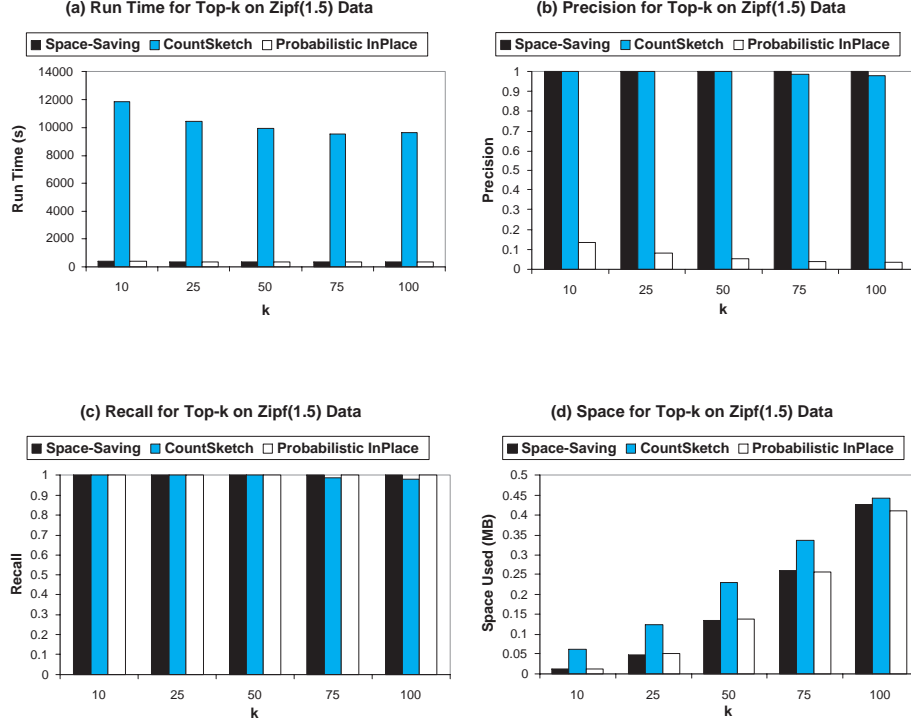 (a) Run Time for Top-k on Zipf(1.5) Data
Space-Saving CountSketch Probabilistic InPlace
14000
12000
10000
8000
6000
4000
2000
0
Run Time (s)
10 25 50 75 100
k
(b) Precision for Top-k on Zipf(1.5) Data
Space-Saving CountSketch Probabilistic InPlace
1
0.9
0.8
0.7
0.6
0.5
0.4
0.3
0.2
0.1
0
Precision
10 25 50 75 100
k
(c) Recall for Top-k on Zipf(1.5) Data
Space-Saving CountSketch Probabilistic InPlace
1
0.9
0.8
0.7
0.6
0.5
0.4
0.3
0.2
0.1
0
Recall
10 25 50 75 100
k
(d) Space for Top-k on Zipf(1.5) Data
Space-Saving CountSketch Probabilistic InPlace
0.5
0.45
0.4
0.35
0.3
0.25
0.2
0.15
0.1
0.05
0
Space Used (MB)
10 25 50 75 100
k